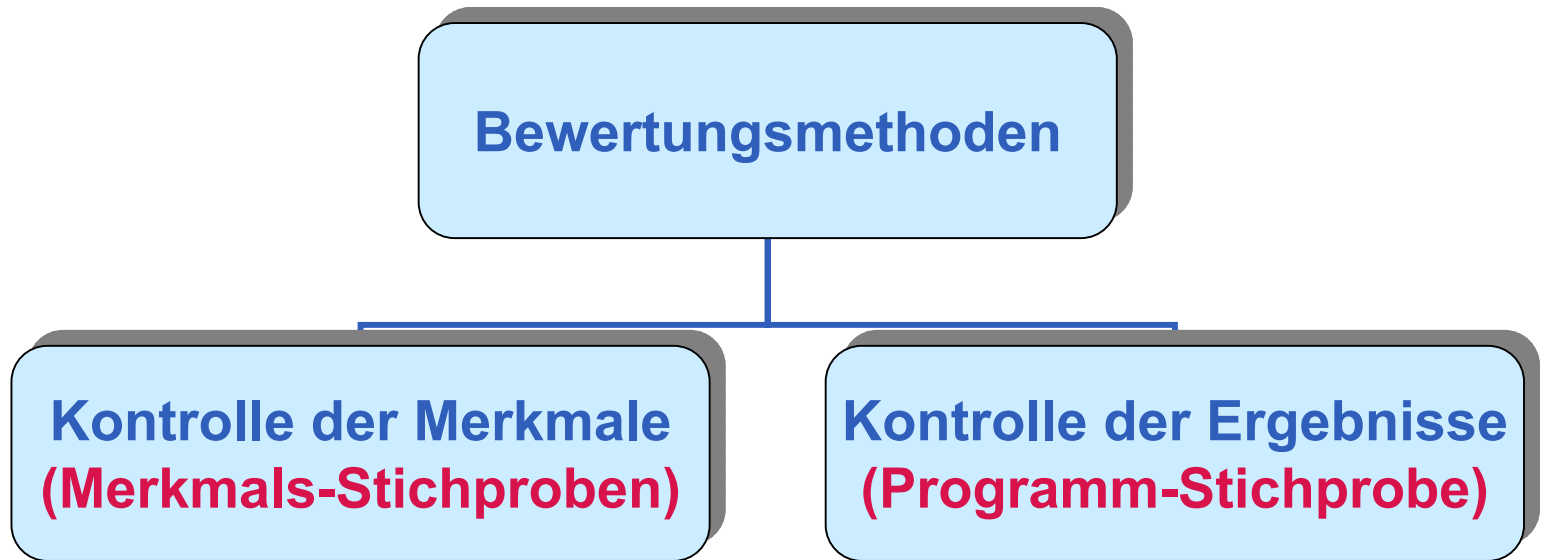 Bewertungsmethoden
Kontrolle der Merkmale
(Merkmals-Stichproben)
Kontrolle der Ergebnisse
(Programm-Stichprobe)